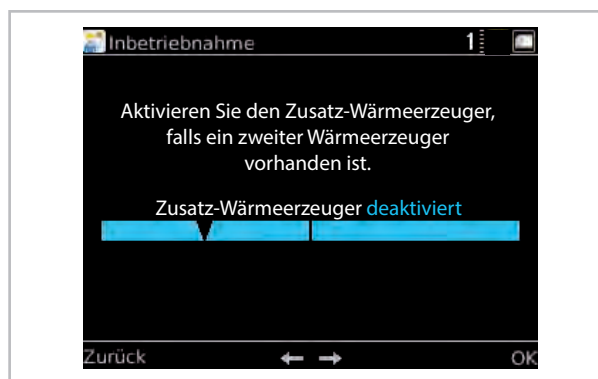 Inbetriebnahme 1
Aktivieren Sie den Zusatz-Wärmeerzeuger,
falls ein zweiter Wärmeerzeuger
vorhanden ist.
Zusatz-Wärmeerzeuger deaktiviert
Zurück ← → OK